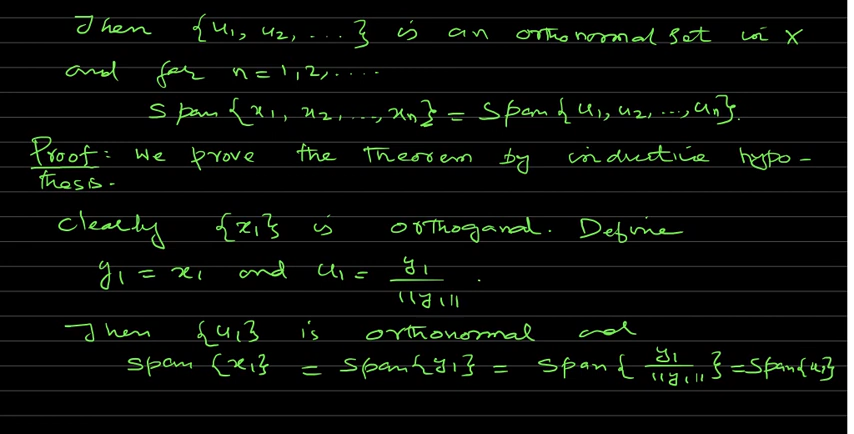 Then {u₁, u₂, ....} is an orthonormal set in X
and for n = 1, 2, .....
span{x₁, x₂, ..., xₙ} = span{u₁, u₂, ..., uₙ}.
Proof: We prove the theorem by inductive hypo-
thesis.
Clearly {x₁} is orthogonal. Define
y₁ = x₁ and u₁ = y₁ / ||y₁|| .
Then {u₁} is orthonormal and
span {x₁} = span{y₁} = span{ y₁ / ||y₁|| } = span{u₁}